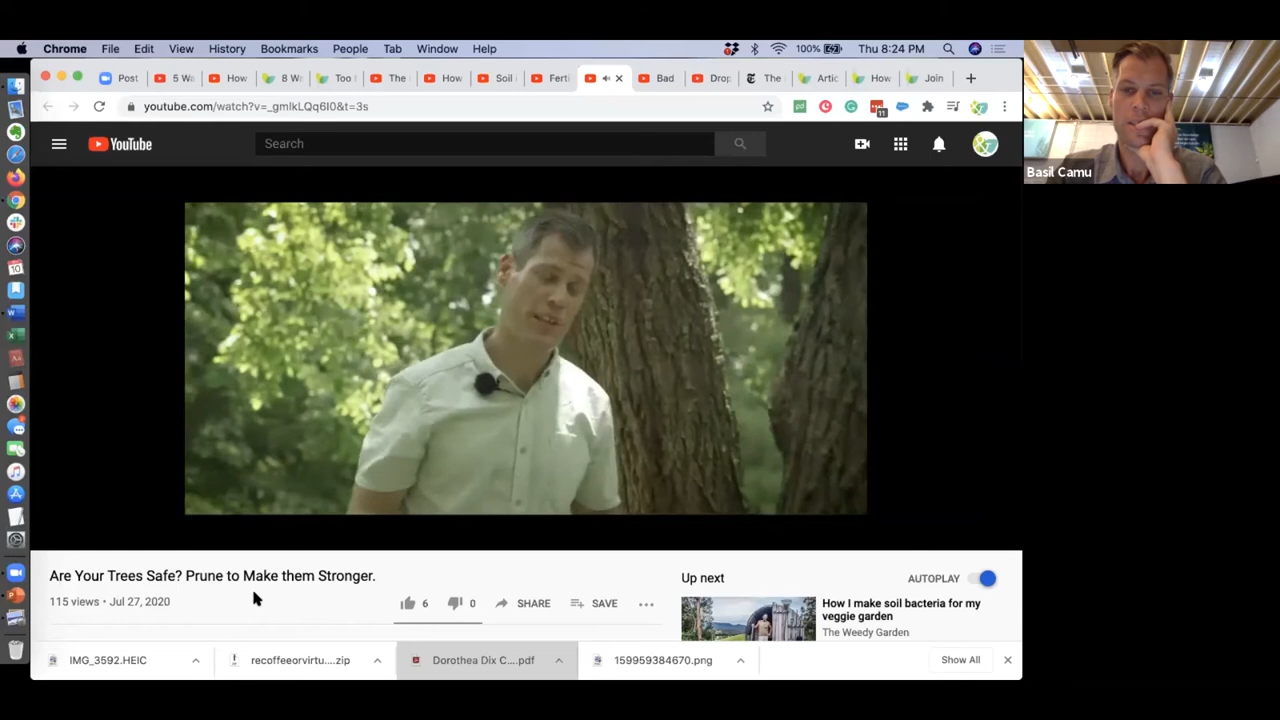 Chrome File Edit View History Bookmarks People Tab Window Help 100% Thu 8:24 PM
Post 5 Wa How 8 W Too The How Soil Ferti Bad Drop The Artic How Join
youtube.com/watch?v=_gmlkLQq6I0&t=3s
11
YouTube
Search
Basil Camu
Are Your Trees Safe? Prune to Make them Stronger.
115 views • Jul 27, 2020
6 0 SHARE SAVE
Up next AUTOPLAY
How I make soil bacteria for my
veggie garden
The Weedy Garden
IMG_3592.HEIC recoffeeorvirtu....zip Dorothea Dix C....pdf 159959384670.png Show All